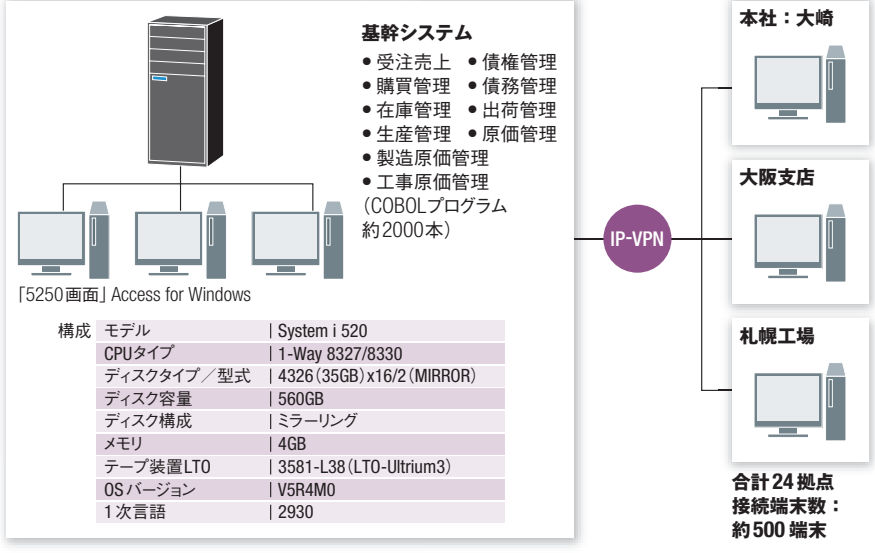 基幹システム
●受注売上 ●債権管理
●購買管理 ●債務管理
●在庫管理 ●出荷管理
●生産管理 ●原価管理
●製造原価管理
●工事原価管理
（COBOLプログラム
約2000本）
「5250画面」Access for Windows
構成 モデル | System i 520
CPUタイプ | 1-Way 8327/8330
ディスクタイプ／型式 | 4326（35GB）x16/2（MIRROR）
ディスク容量 | 560GB
ディスク構成 | ミラーリング
メモリ | 4GB
テープ装置LTO | 3581-L38（LTO-Ultrium3）
OSバージョン | V5R4M0
1次言語 | 2930
IP-VPN
本社：大崎
大阪支店
札幌工場
合計24拠点
接続端末数：
約500端末